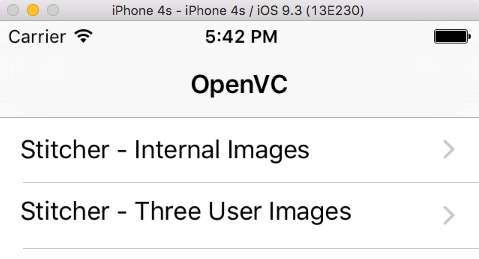 iPhone 4s - iPhone 4s / iOS 9.3 (13E230)
Carrier 5:42 PM
OpenVC
Stitcher - Internal Images
Stitcher - Three User Images